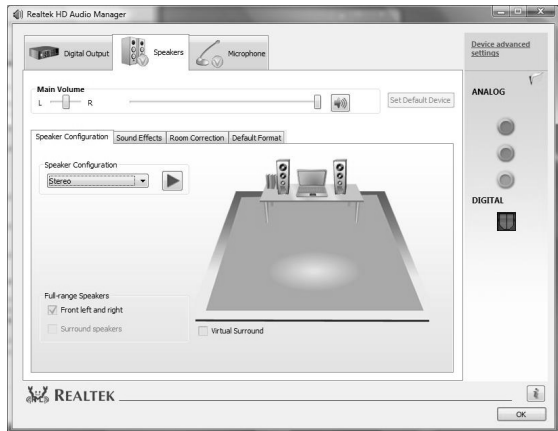 Realtek HD Audio Manager
Digital Output
Speakers
Microphone
Device advanced
settings
Main Volume
L
R
Set Default Device
ANALOG
Speaker Configuration
Sound Effects
Room Correction
Default Format
Speaker Configuration
Stereo
DIGITAL
Full-range Speakers
Front left and right
Surround speakers
Virtual Surround
REALTEK
i
OK